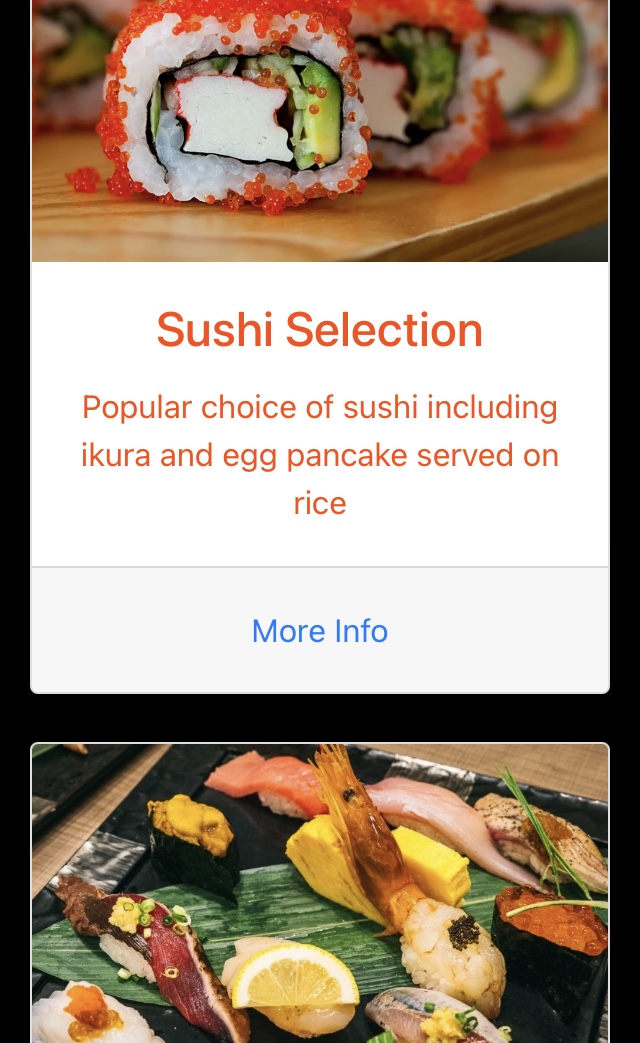 Sushi Selection
Popular choice of sushi including
ikura and egg pancake served on
rice
More Info